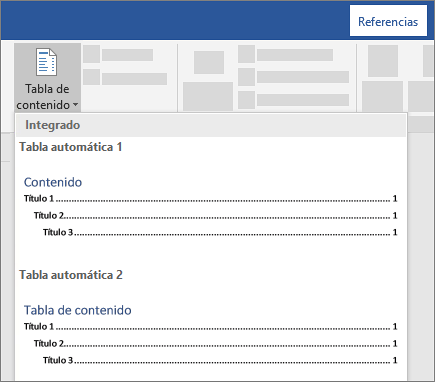 Referencias
Tabla de
contenido
Integrado
Tabla automática 1
Contenido
Título 1 ........ 1
Título 2........ 1
Título 3 ........ 1
Tabla automática 2
Tabla de contenido
Título 1 ........ 1
Título 2........ 1
Título 3 ........ 1